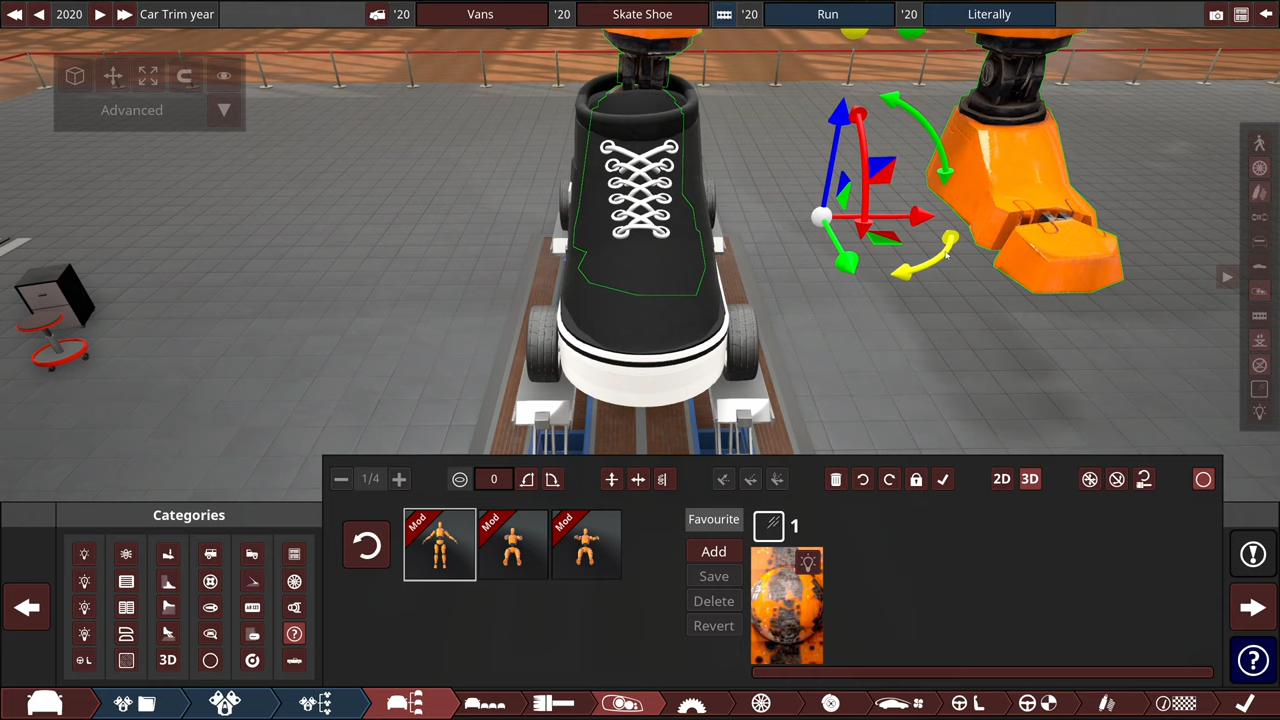 2020 Car Trim year '20 Vans '20 Skate Shoe '20 Run '20 Literally
Advanced
1/4 0 2D 3D
Categories
Mod Mod Mod
Favourite 1
Add
Save
Delete
Revert
L 3D